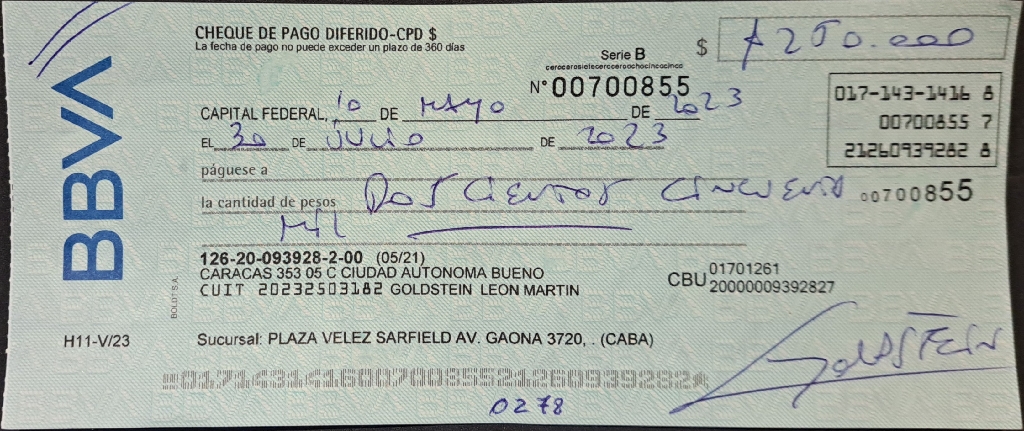 BBVA
CHEQUE DE PAGO DIFERIDO-CPD $
La fecha de pago no puede exceder un plazo de 360 días
Serie B
cerocerosieteceroceroochocincocinco
$ $ 250.000
N° 00700855
CAPITAL FEDERAL, 10 DE MAYO DE 2023
EL 30 DE JULIO DE 2023
017-143-1416 8
00700855 7
21260939282 8
páguese a
la cantidad de pesos DOSCIENTOS CINCUENTA
MIL
00700855
126-20-093928-2-00 (05/21)
CARACAS 353 05 C CIUDAD AUTONOMA BUENO
CUIT 20232503182 GOLDSTEIN LEON MARTIN
CBU 01701261
20000009392827
BOLDT S.A.
H11-V/23
Sucursal: PLAZA VELEZ SARFIELD AV. GAONA 3720, . (CABA)
GOLDSTEIN
01714314160070085521260939282
0278